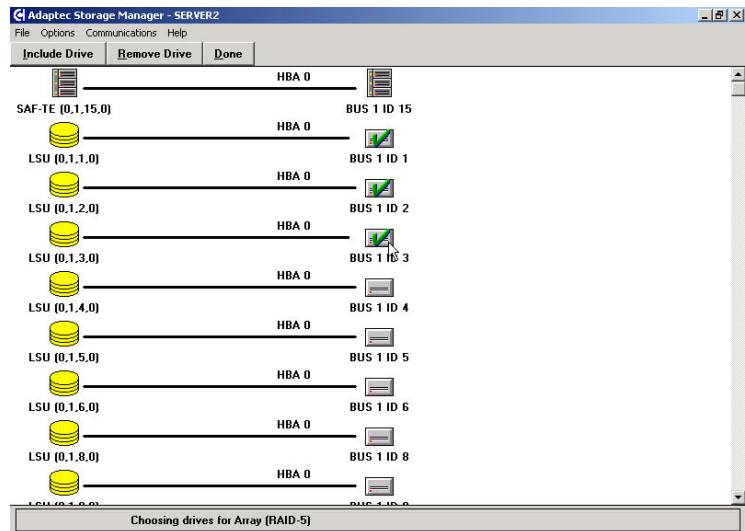 Adaptec Storage Manager - SERVER2
File Options Communications Help
Include Drive Remove Drive Done
HBA 0
SAF-TE (0,1,15,0) BUS 1 ID 15
HBA 0
LSU (0,1,1,0) BUS 1 ID 1
HBA 0
LSU (0,1,2,0) BUS 1 ID 2
HBA 0
LSU (0,1,3,0) BUS 1 ID 3
HBA 0
LSU (0,1,4,0) BUS 1 ID 4
HBA 0
LSU (0,1,5,0) BUS 1 ID 5
HBA 0
LSU (0,1,6,0) BUS 1 ID 6
HBA 0
LSU (0,1,8,0) BUS 1 ID 8
HBA 0
Choosing drives for Array (RAID-5)